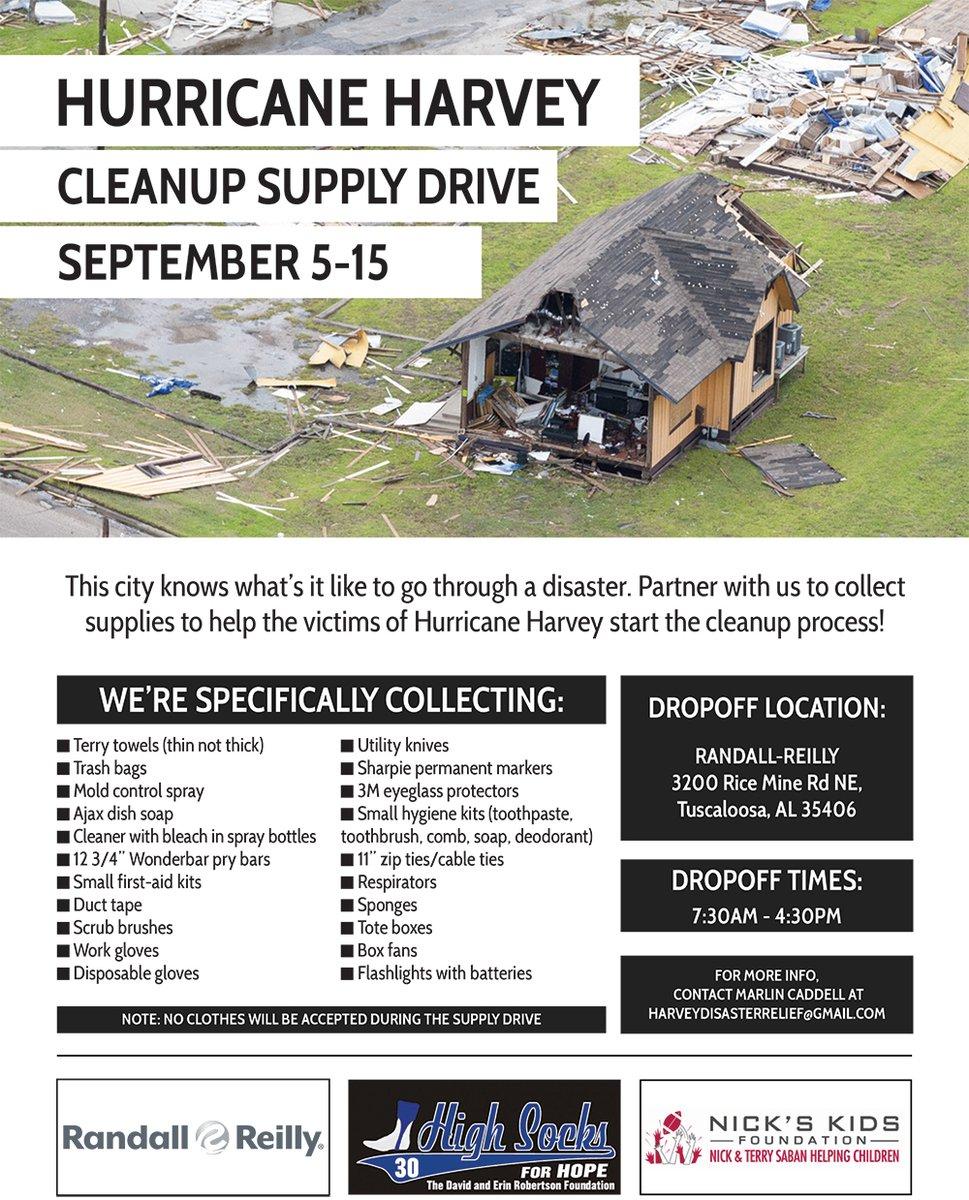 HURRICANE HARVEY
CLEANUP SUPPLY DRIVE
SEPTEMBER 5-15
This city knows what's it like to go through a disaster. Partner with us to collect
supplies to help the victims of Hurricane Harvey start the cleanup process!
WE'RE SPECIFICALLY COLLECTING:
■ Terry towels (thin not thick)
■ Trash bags
■ Mold control spray
■ Ajax dish soap
■ Cleaner with bleach in spray bottles
■ 12 3/4" Wonderbar pry bars
■ Small first-aid kits
■ Duct tape
■ Scrub brushes
■ Work gloves
■ Disposable gloves
■ Utility knives
■ Sharpie permanent markers
■ 3M eyeglass protectors
■ Small hygiene kits (toothpaste,
toothbrush, comb, soap, deodorant)
■ 11" zip ties/cable ties
■ Respirators
■ Sponges
■ Tote boxes
■ Box fans
■ Flashlights with batteries
NOTE: NO CLOTHES WILL BE ACCEPTED DURING THE SUPPLY DRIVE
DROPOFF LOCATION:
RANDALL-REILLY
3200 Rice Mine Rd NE,
Tuscaloosa, AL 35406
DROPOFF TIMES:
7:30AM - 4:30PM
FOR MORE INFO,
CONTACT MARLIN CADDELL AT
HARVEYDISASTERRELIEF@GMAIL.COM
Randall Reilly®
High Socks
30
FOR HOPE
The David and Erin Robertson Foundation
NICK'S KIDS
FOUNDATION
NICK & TERRY SABAN HELPING CHILDREN